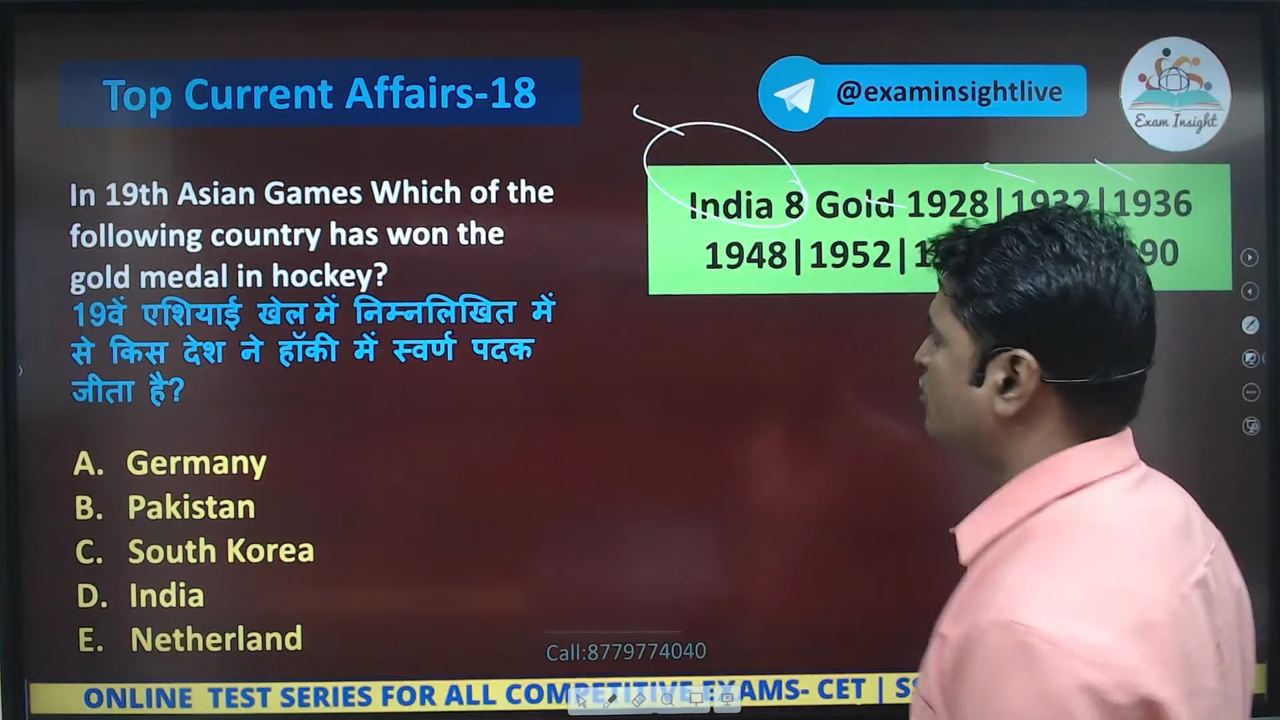 Top Current Affairs-18
@examinsightlive
Exam Insight
In 19th Asian Games Which of the
following country has won the
gold medal in hockey?
19वें एशियाई खेल में निम्नलिखित में
से किस देश ने हॉकी में स्वर्ण पदक
जीता है?
India 8 Gold 1928|1932|1936
1948|1952|
A. Germany
B. Pakistan
C. South Korea
D. India
E. Netherland
Call:8779774040
ONLINE TEST SERIES FOR ALL COMPETITIVE EXAMS- CET |